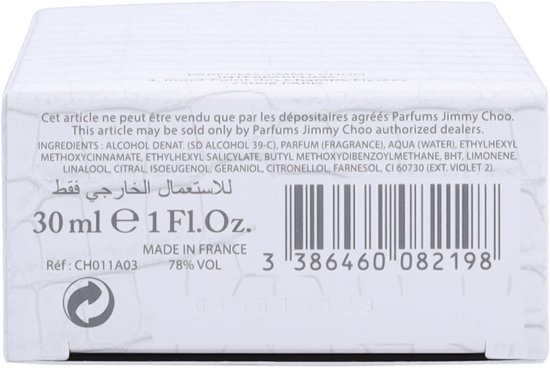 Cet article ne peut être vendu que par les dépositaires agréés Parfums Jimmy Choo.
This article may be sold only by Parfums Jimmy Choo authorized dealers.
INGREDIENTS : ALCOHOL DENAT. (SD ALCOHOL 39-C), PARFUM (FRAGRANCE), AQUA (WATER), ETHYLHEXYL
METHOXYCINNAMATE, ETHYLHEXYL SALICYLATE, BUTYL METHOXYDIBENZOYLMETHANE, BHT, LIMONENE,
LINALOOL, CITRAL, ISOEUGENOL, GERANIOL, CITRONELLOL, FARNESOL, CI 60730 (EXT. VIOLET 2).
للاستعمال الخارجي فقط
30 ml ℮ 1 Fl.Oz.
MADE IN FRANCE
Réf : CH011A03 78% VOL
3 386460 082198